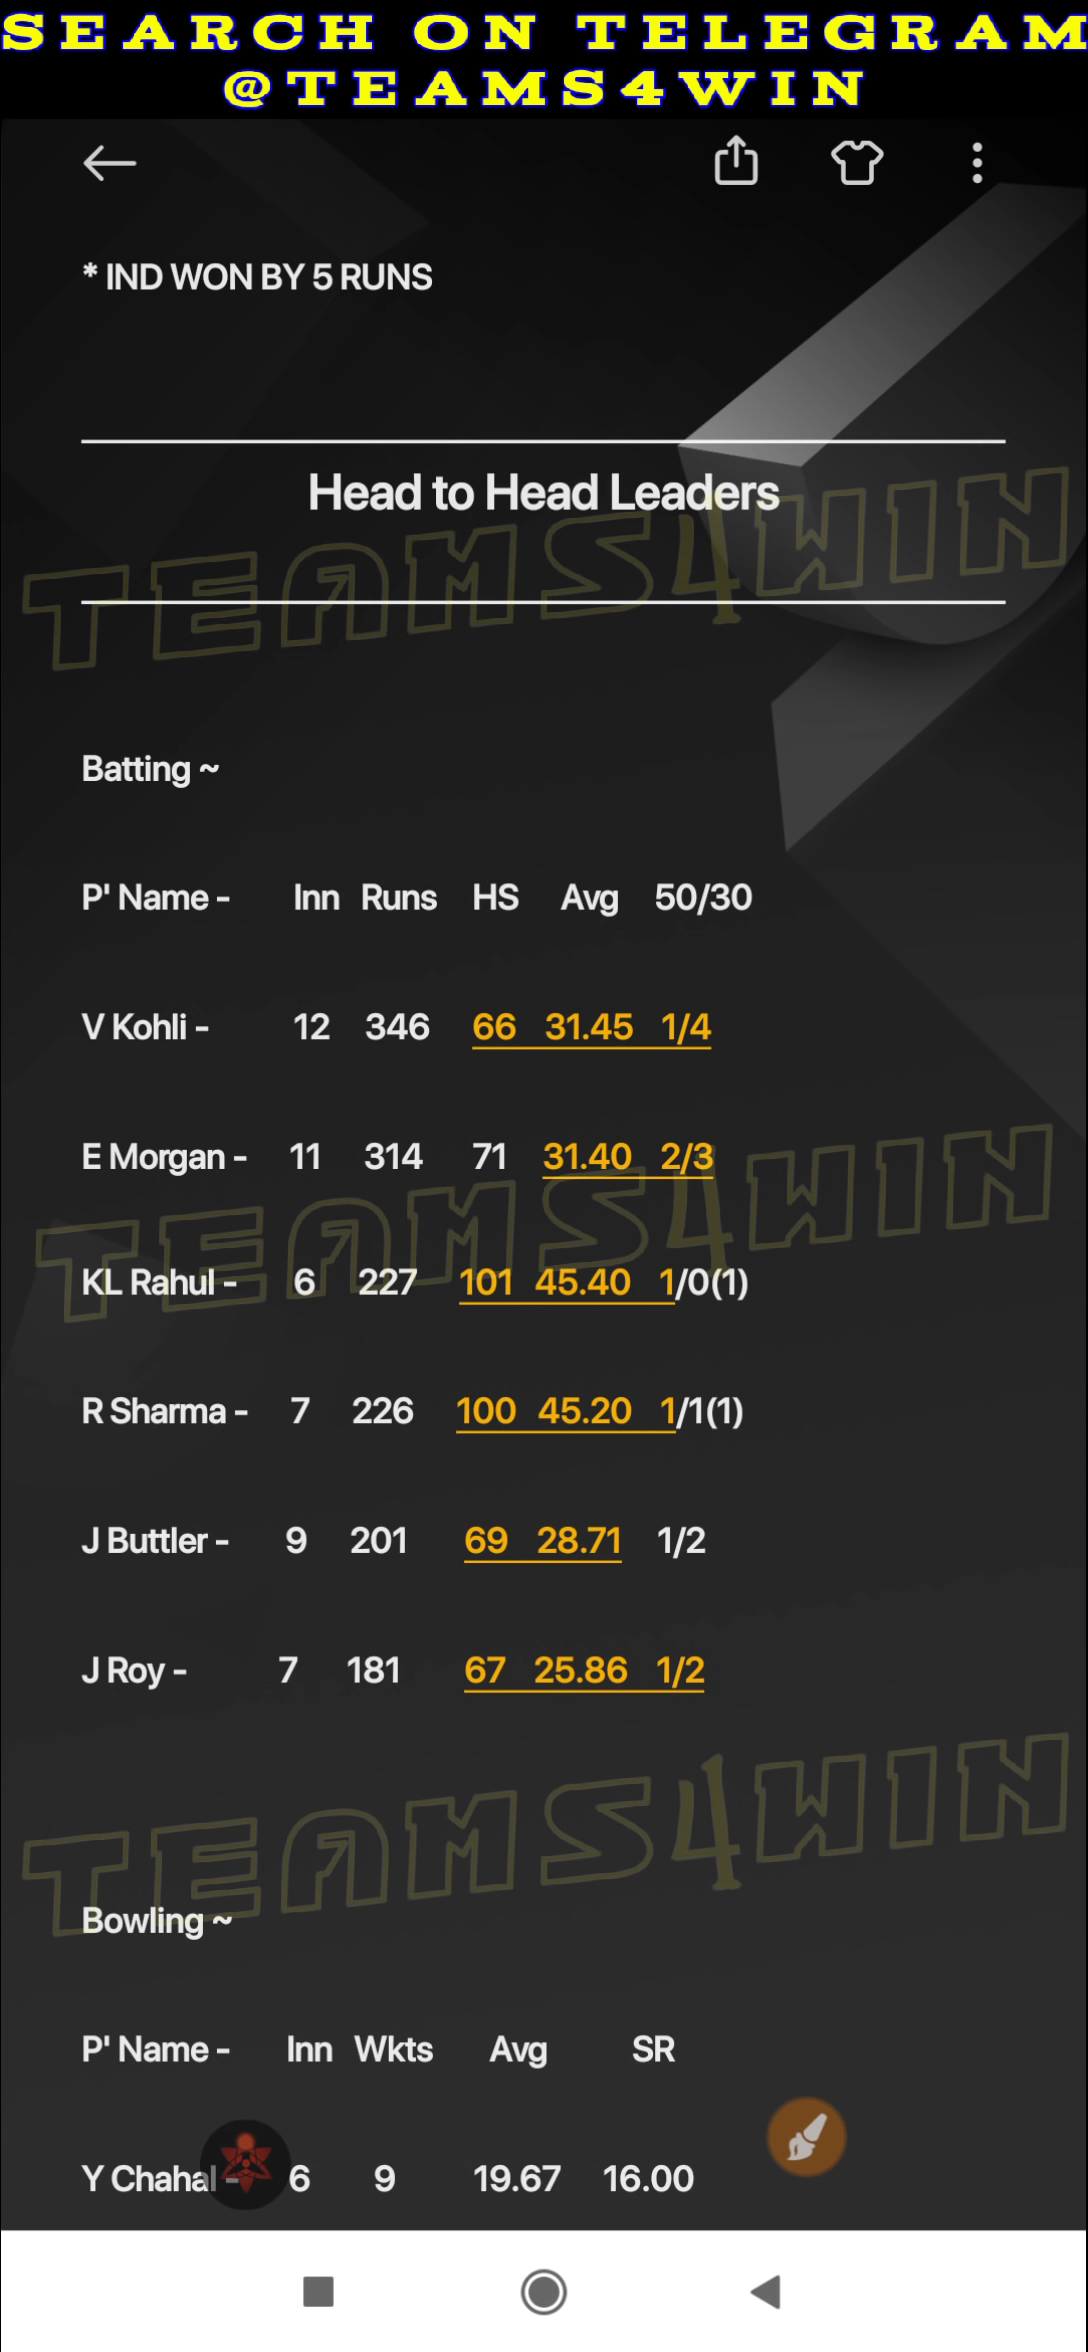 SEARCH ON TELEGRAM
@TEAMS4WIN
* IND WON BY 5 RUNS
Head to Head Leaders
TEAMS4WIN
Batting ~
P' Name - Inn Runs HS Avg 50/30
V Kohli - 12 346 66 31.45 1/4
E Morgan - 11 314 71 31.40 2/3
TEAMS4WIN
KL Rahul - 6 227 101 45.40 1/0(1)
R Sharma - 7 226 100 45.20 1/1(1)
J Buttler - 9 201 69 28.71 1/2
J Roy - 7 181 67 25.86 1/2
TEAMS4WIN
Bowling ~
P' Name - Inn Wkts Avg SR
Y Chahal - 6 9 19.67 16.00